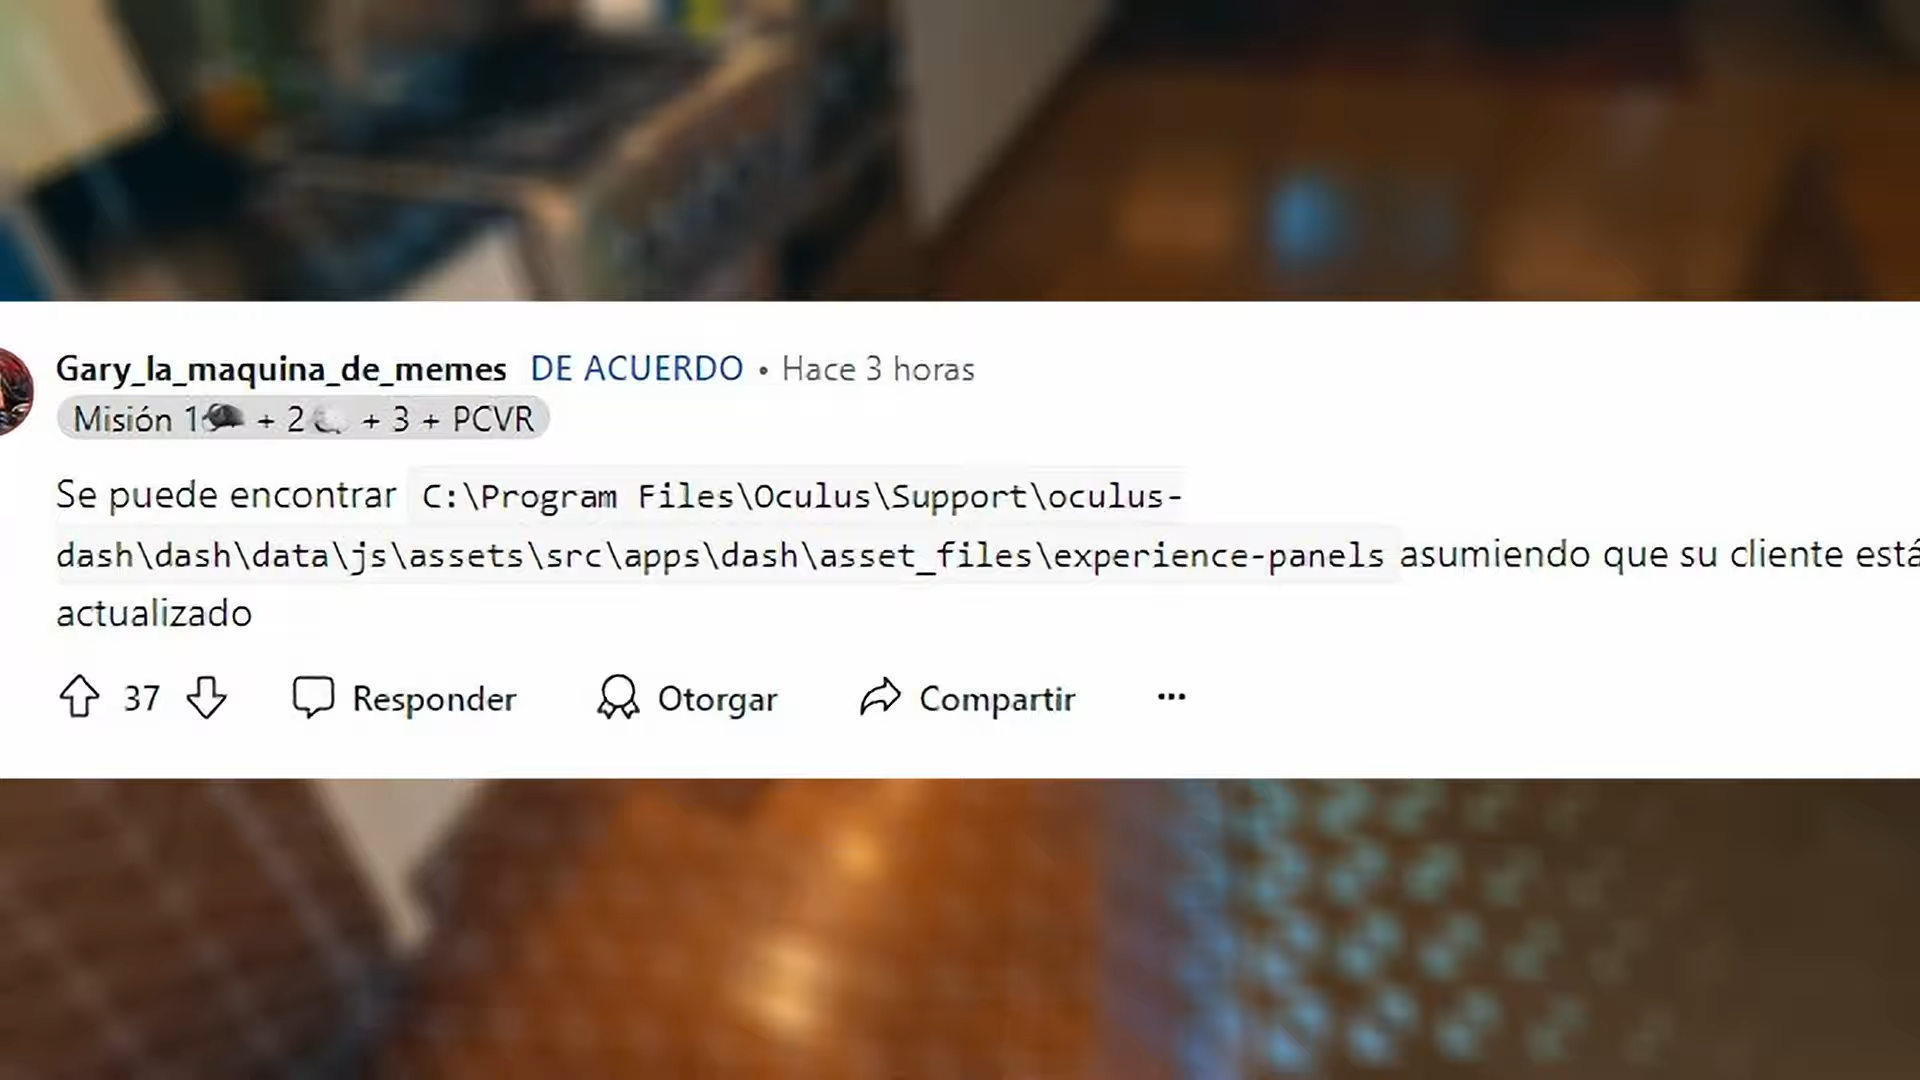 Gary_la_maquina_de_memes DE ACUERDO • Hace 3 horas
Misión 1 + 2 + 3 + PCVR
Se puede encontrar C:\Program Files\Oculus\Support\oculus-
dash\dash\data\js\assets\src\apps\dash\asset_files\experience-panels asumiendo que su cliente está
actualizado
37 Responder Otorgar Compartir ...